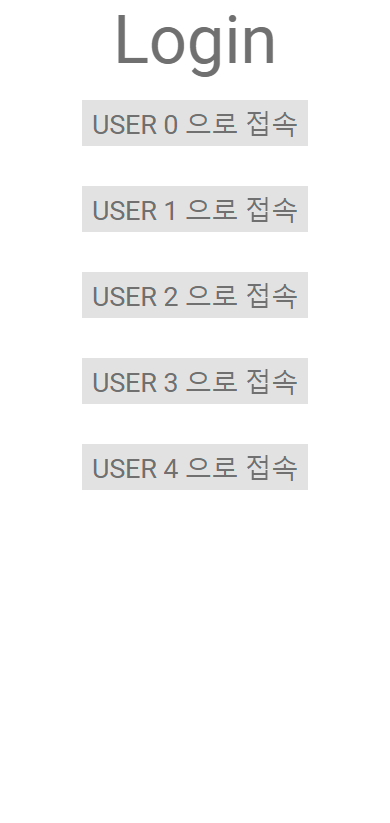 Login
USER 0 으로 접속
USER 1 으로 접속
USER 2 으로 접속
USER 3 으로 접속
USER 4 으로 접속